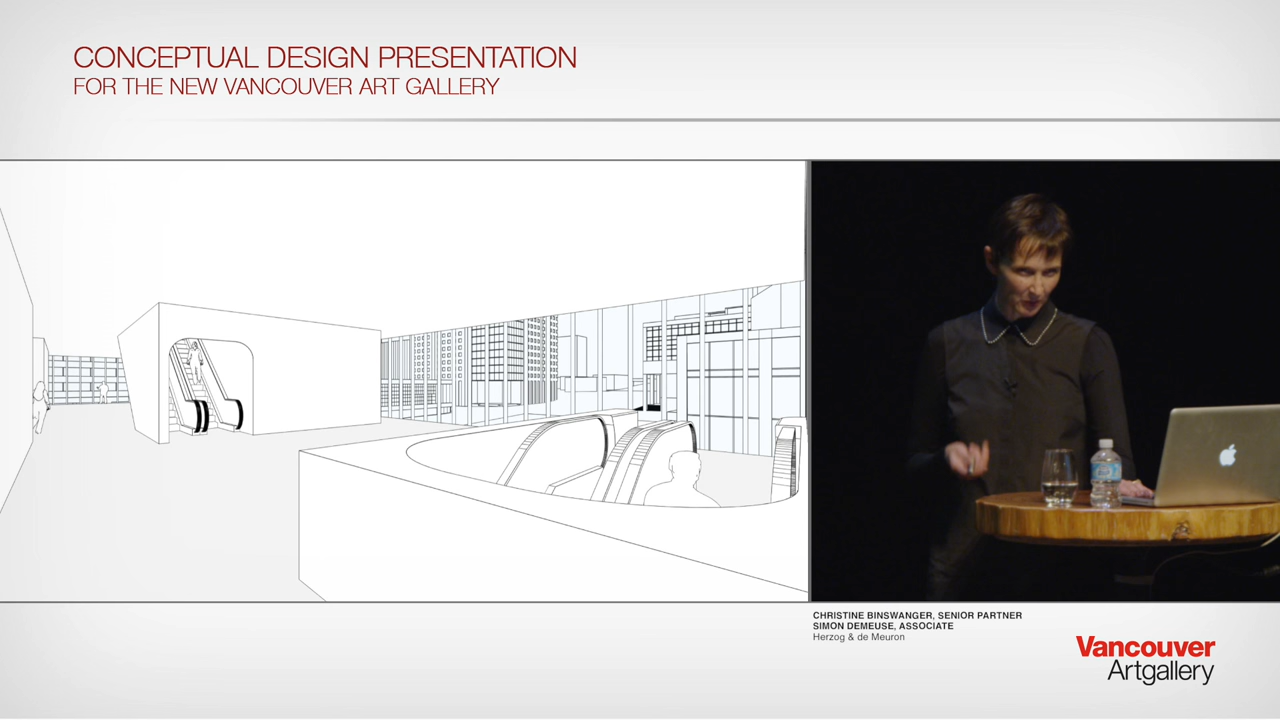 CONCEPTUAL DESIGN PRESENTATION
FOR THE NEW VANCOUVER ART GALLERY
CHRISTINE BINSWANGER, SENIOR PARTNER
SIMON DEMEUSE, ASSOCIATE
Herzog & de Meuron
Vancouver
Artgallery